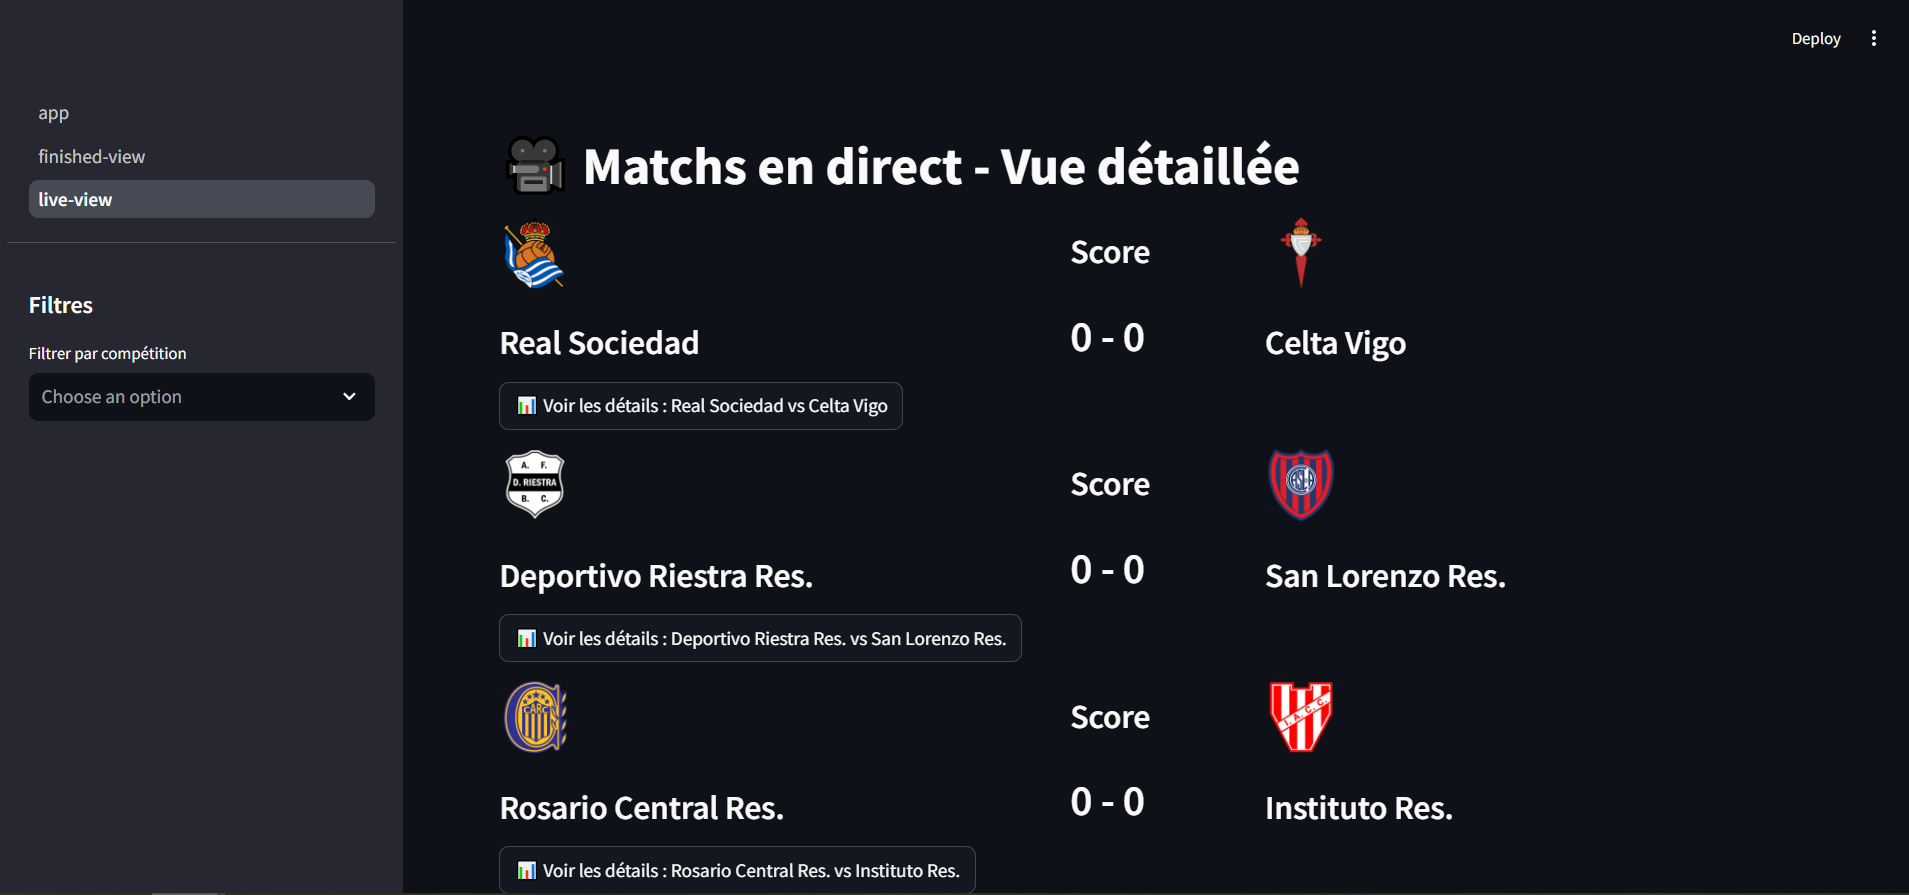 Deploy
app
finished-view
live-view
Filtres
Filtrer par compétition
Choose an option
Matchs en direct - Vue détaillée
Score
Real Sociedad
0 - 0
Celta Vigo
Voir les détails : Real Sociedad vs Celta Vigo
A. F.
D. RIESTRA
B. C.
Score
Deportivo Riestra Res.
0 - 0
San Lorenzo Res.
Voir les détails : Deportivo Riestra Res. vs San Lorenzo Res.
CARC
Score
I. A. C. C.
Rosario Central Res.
0 - 0
Instituto Res.
Voir les détails : Rosario Central Res. vs Instituto Res.